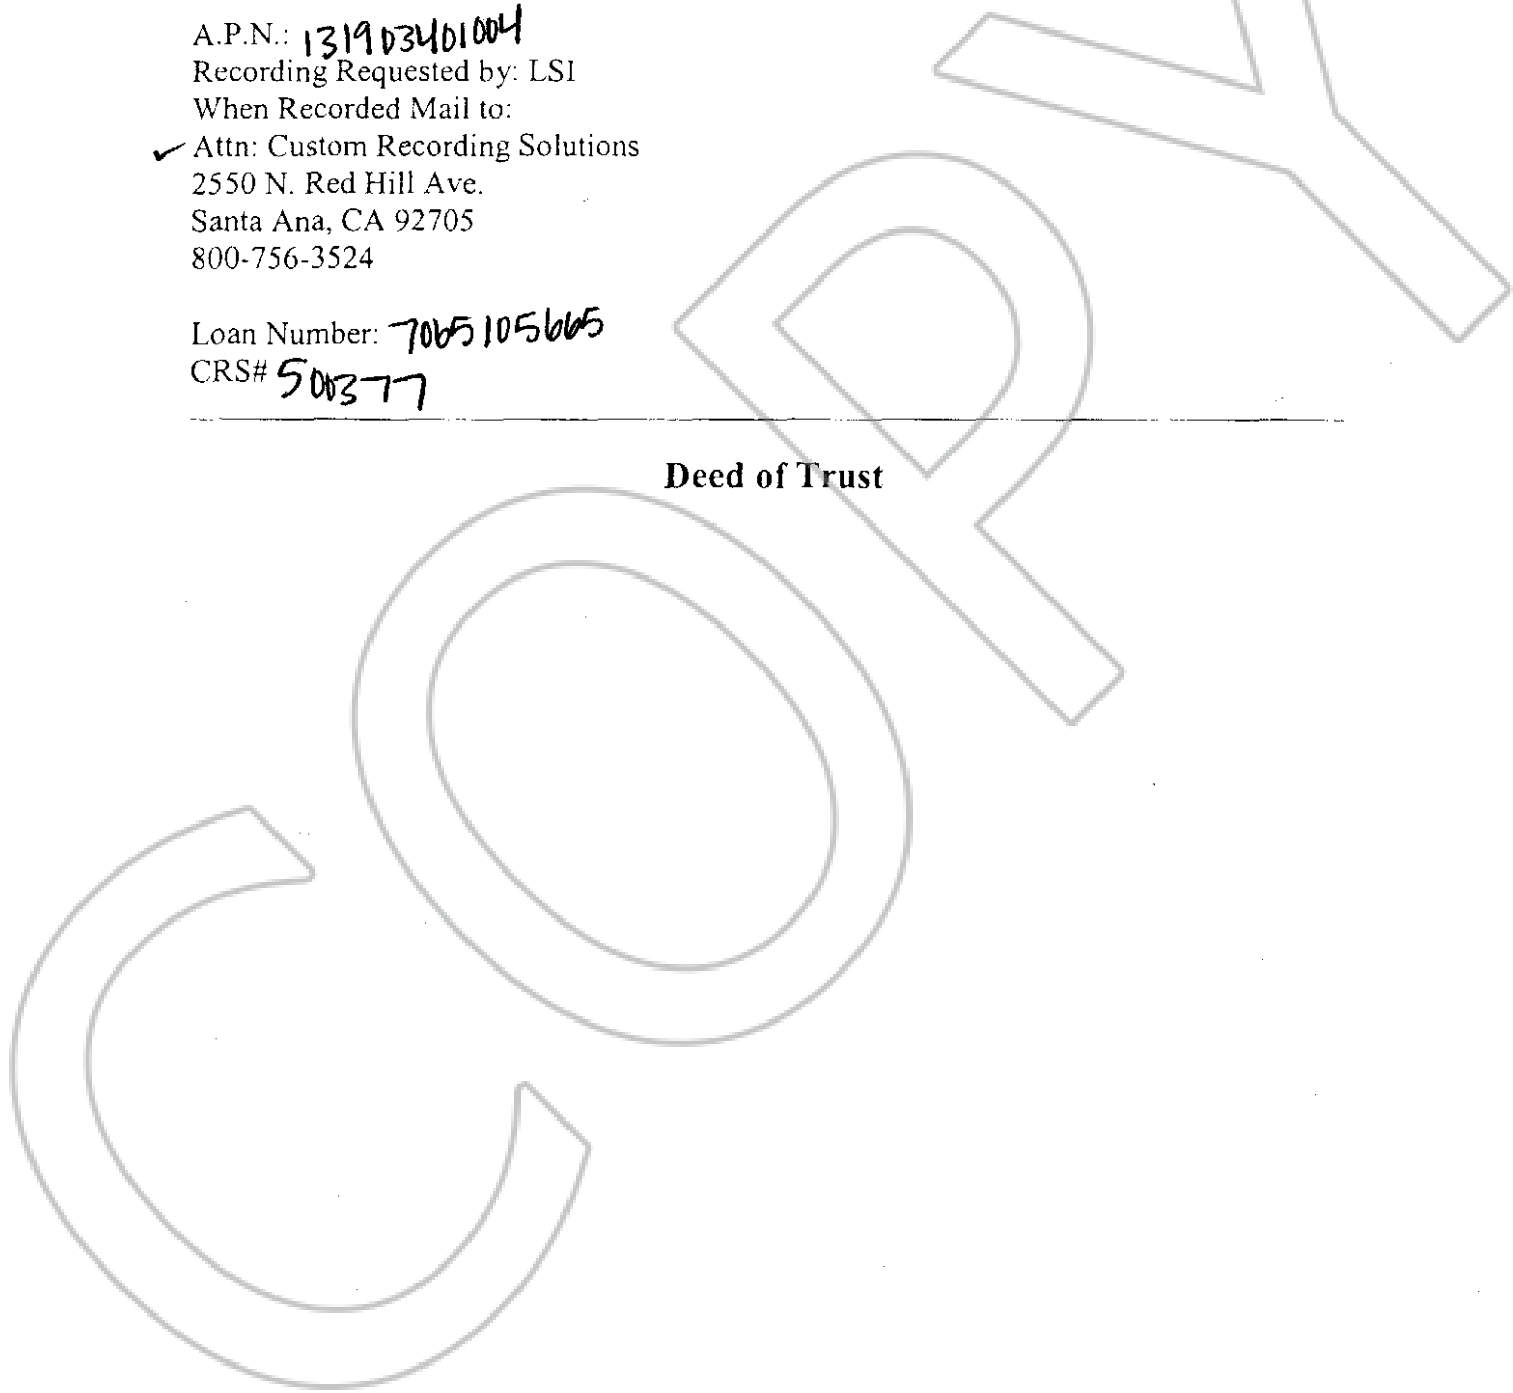 A.P.N.: 131903401004
Recording Requested by: LSI
When Recorded Mail to:
Attn: Custom Recording Solutions
2550 N. Red Hill Ave.
Santa Ana, CA 92705
800-756-3524
Loan Number: 7065105665
CRS# 500377
Deed of Trust
COPY